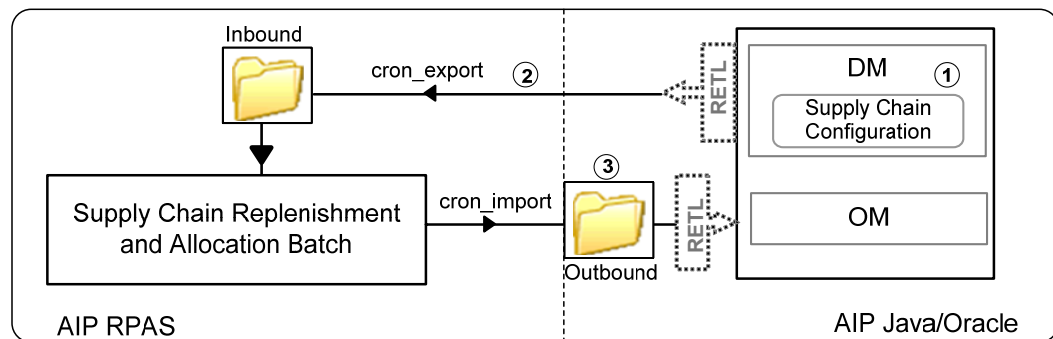 Inbound
cron_export
②
RETL
DM
①
Supply Chain
Configuration
Supply Chain Replenishment
and Allocation Batch
cron_import
③
Outbound
RETL
OM
AIP RPAS
AIP Java/Oracle